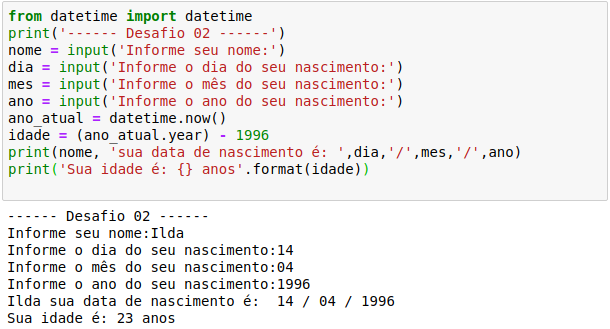 from datetime import datetime
print('------ Desafio 02 ------')
nome = input('Informe seu nome:')
dia = input('Informe o dia do seu nascimento:')
mes = input('Informe o mês do seu nascimento:')
ano = input('Informe o ano do seu nascimento:')
ano_atual = datetime.now()
idade = (ano_atual.year) - 1996
print(nome, 'sua data de nascimento é: ',dia,'/',mes,'/',ano)
print('Sua idade é: {} anos'.format(idade))
------ Desafio 02 ------
Informe seu nome:Ilda
Informe o dia do seu nascimento:14
Informe o mês do seu nascimento:04
Informe o ano do seu nascimento:1996
Ilda sua data de nascimento é:  14 / 04 / 1996
Sua idade é: 23 anos